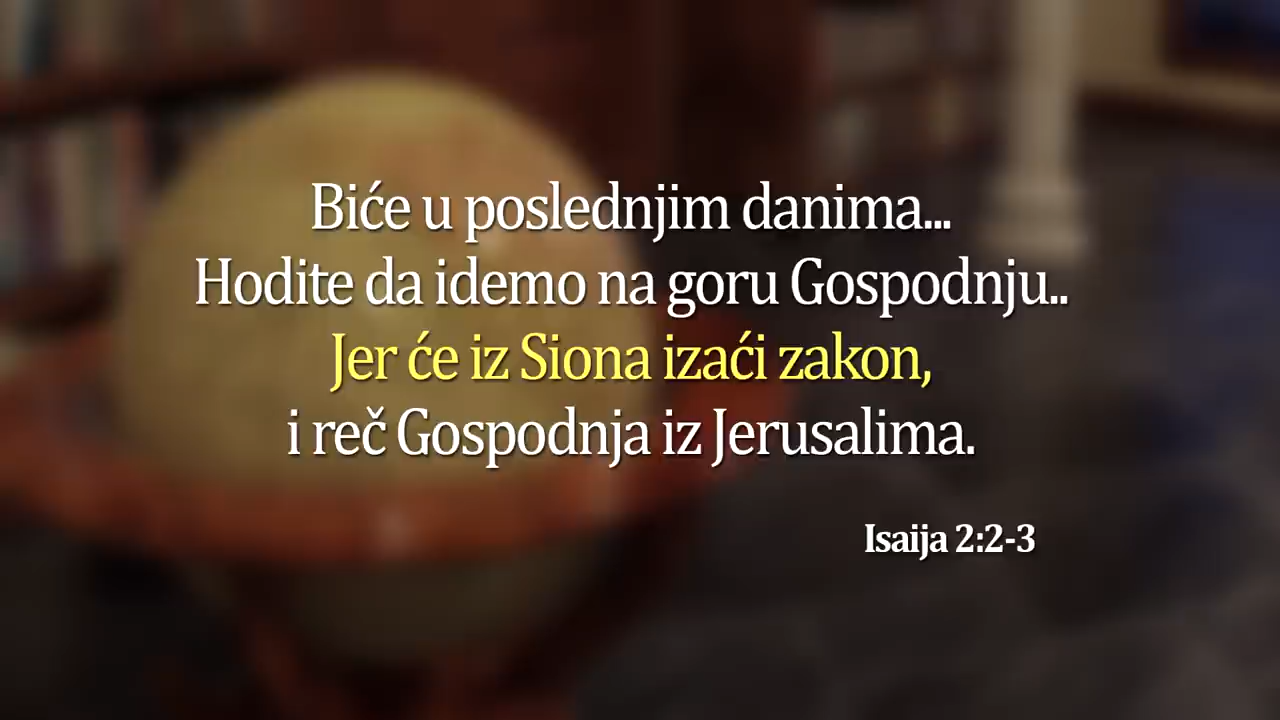 Biće u poslednjim danima...
Hodite da idemo na goru Gospodnju..
Jer će iz Siona izaći zakon,
i reč Gospodnja iz Jerusalima.
Isaija 2:2-3